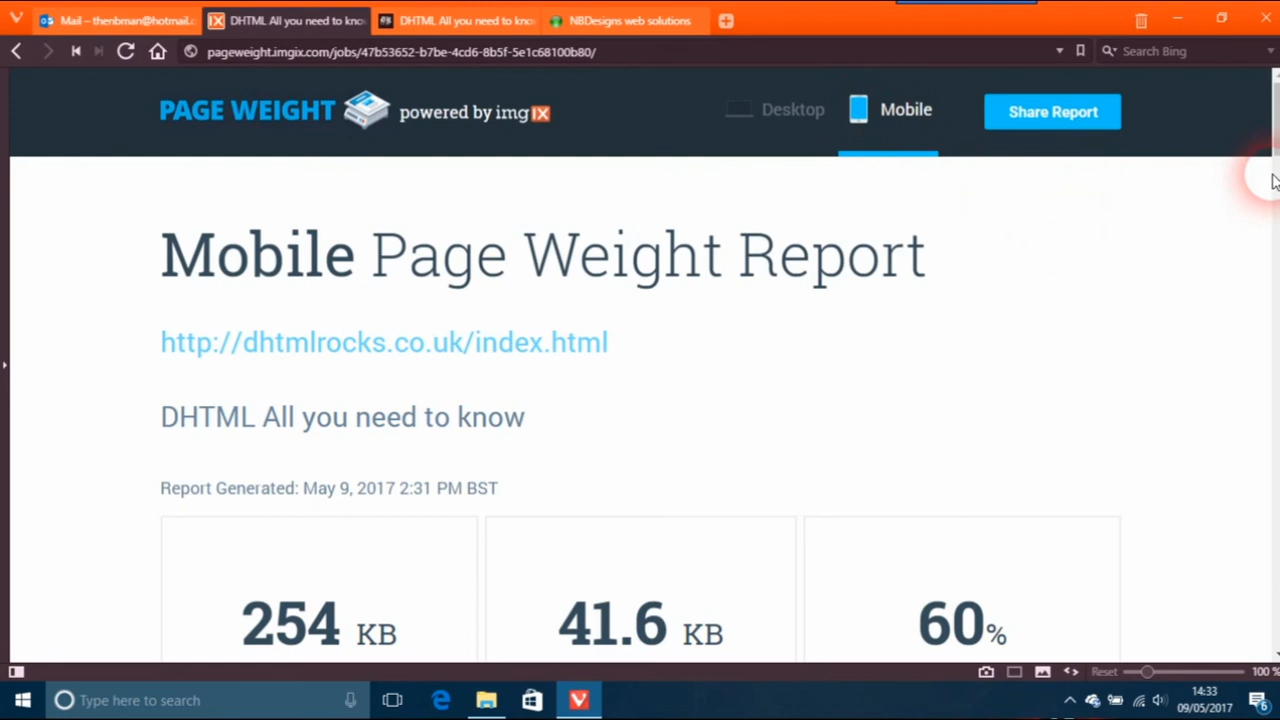 Mail – thenbman@hotmail.c
DHTML All you need to kno
DHTML All you need to kno
NBDesigns web solutions
pageweight.imgix.com/jobs/47b53652-b7be-4cd6-8b5f-5e1c68100b80/
Search Bing
PAGE WEIGHT powered by imgIX
Desktop
Mobile
Share Report
Mobile Page Weight Report
http://dhtmlrocks.co.uk/index.html
DHTML All you need to know
Report Generated: May 9, 2017 2:31 PM BST
254 KB
41.6 KB
60%
Reset
100 %
Type here to search
14:33
09/05/2017
6